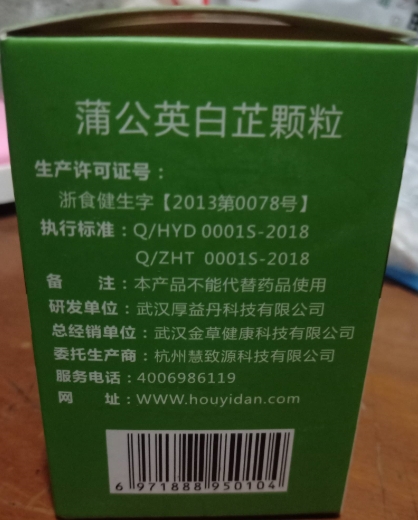 蒲公英白芷颗粒
生产许可证号：
浙食健生字【2013第0078号】
执行标准：Q/HYD 0001S-2018
Q/ZHT 0001S-2018
备 注：本产品不能代替药品使用
研发单位：武汉厚益丹科技有限公司
总经销单位：武汉金草健康科技有限公司
委托生产商：杭州慧致源科技有限公司
服务电话：4006986119
网 址：WWW.houyidan.com
6 971888 950104